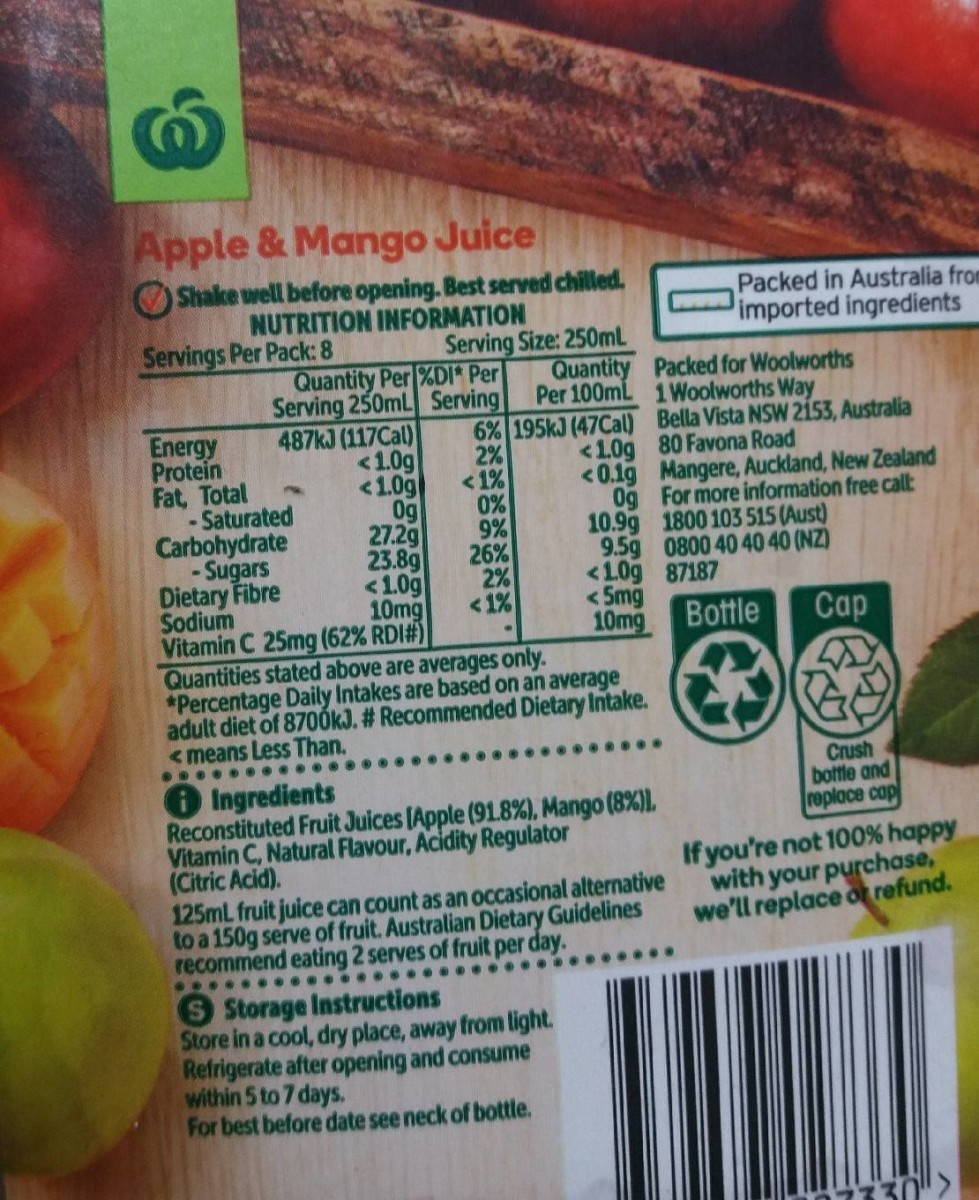 Apple & Mango Juice
Shake well before opening. Best served chilled.
NUTRITION INFORMATION
Servings Per Pack: 8 Serving Size: 250mL
Quantity Per Serving 250mL %DI* Per Serving Quantity Per 100mL
Energy 487kJ (117Cal) 6% 195kJ (47Cal)
Protein <1.0g 2% <1.0g
Fat, Total <1.0g <1% <0.1g
- Saturated 0g 0% 0g
Carbohydrate 27.2g 9% 10.9g
- Sugars 23.8g 26% 9.5g
Dietary Fibre <1.0g 2% <1.0g
Sodium 10mg <1% <5mg
Vitamin C 25mg (62% RDI#) - 10mg
Quantities stated above are averages only.
*Percentage Daily Intakes are based on an average
adult diet of 8700kJ. # Recommended Dietary Intake.
< means Less Than.
i Ingredients
Reconstituted Fruit Juices [Apple (91.8%), Mango (8%)],
Vitamin C, Natural Flavour, Acidity Regulator
(Citric Acid).
125mL fruit juice can count as an occasional alternative
to a 150g serve of fruit. Australian Dietary Guidelines
recommend eating 2 serves of fruit per day.
S Storage Instructions
Store in a cool, dry place, away from light.
Refrigerate after opening and consume
within 5 to 7 days.
For best before date see neck of bottle.
Packed in Australia from
imported ingredients
Packed for Woolworths
1 Woolworths Way
Bella Vista NSW 2153, Australia
80 Favona Road
Mangere, Auckland, New Zealand
For more information free call:
1800 103 515 (Aust)
0800 40 40 40 (NZ)
87187
Bottle
Cap
Crush
bottle and
replace cap
If you're not 100% happy
with your purchase,
we'll replace or refund.